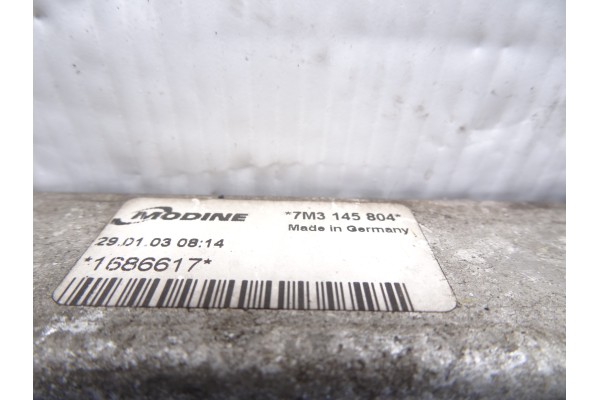 MODINE
*7M3 145 804*
Made in Germany
29.01.03 08:14
*1686617*